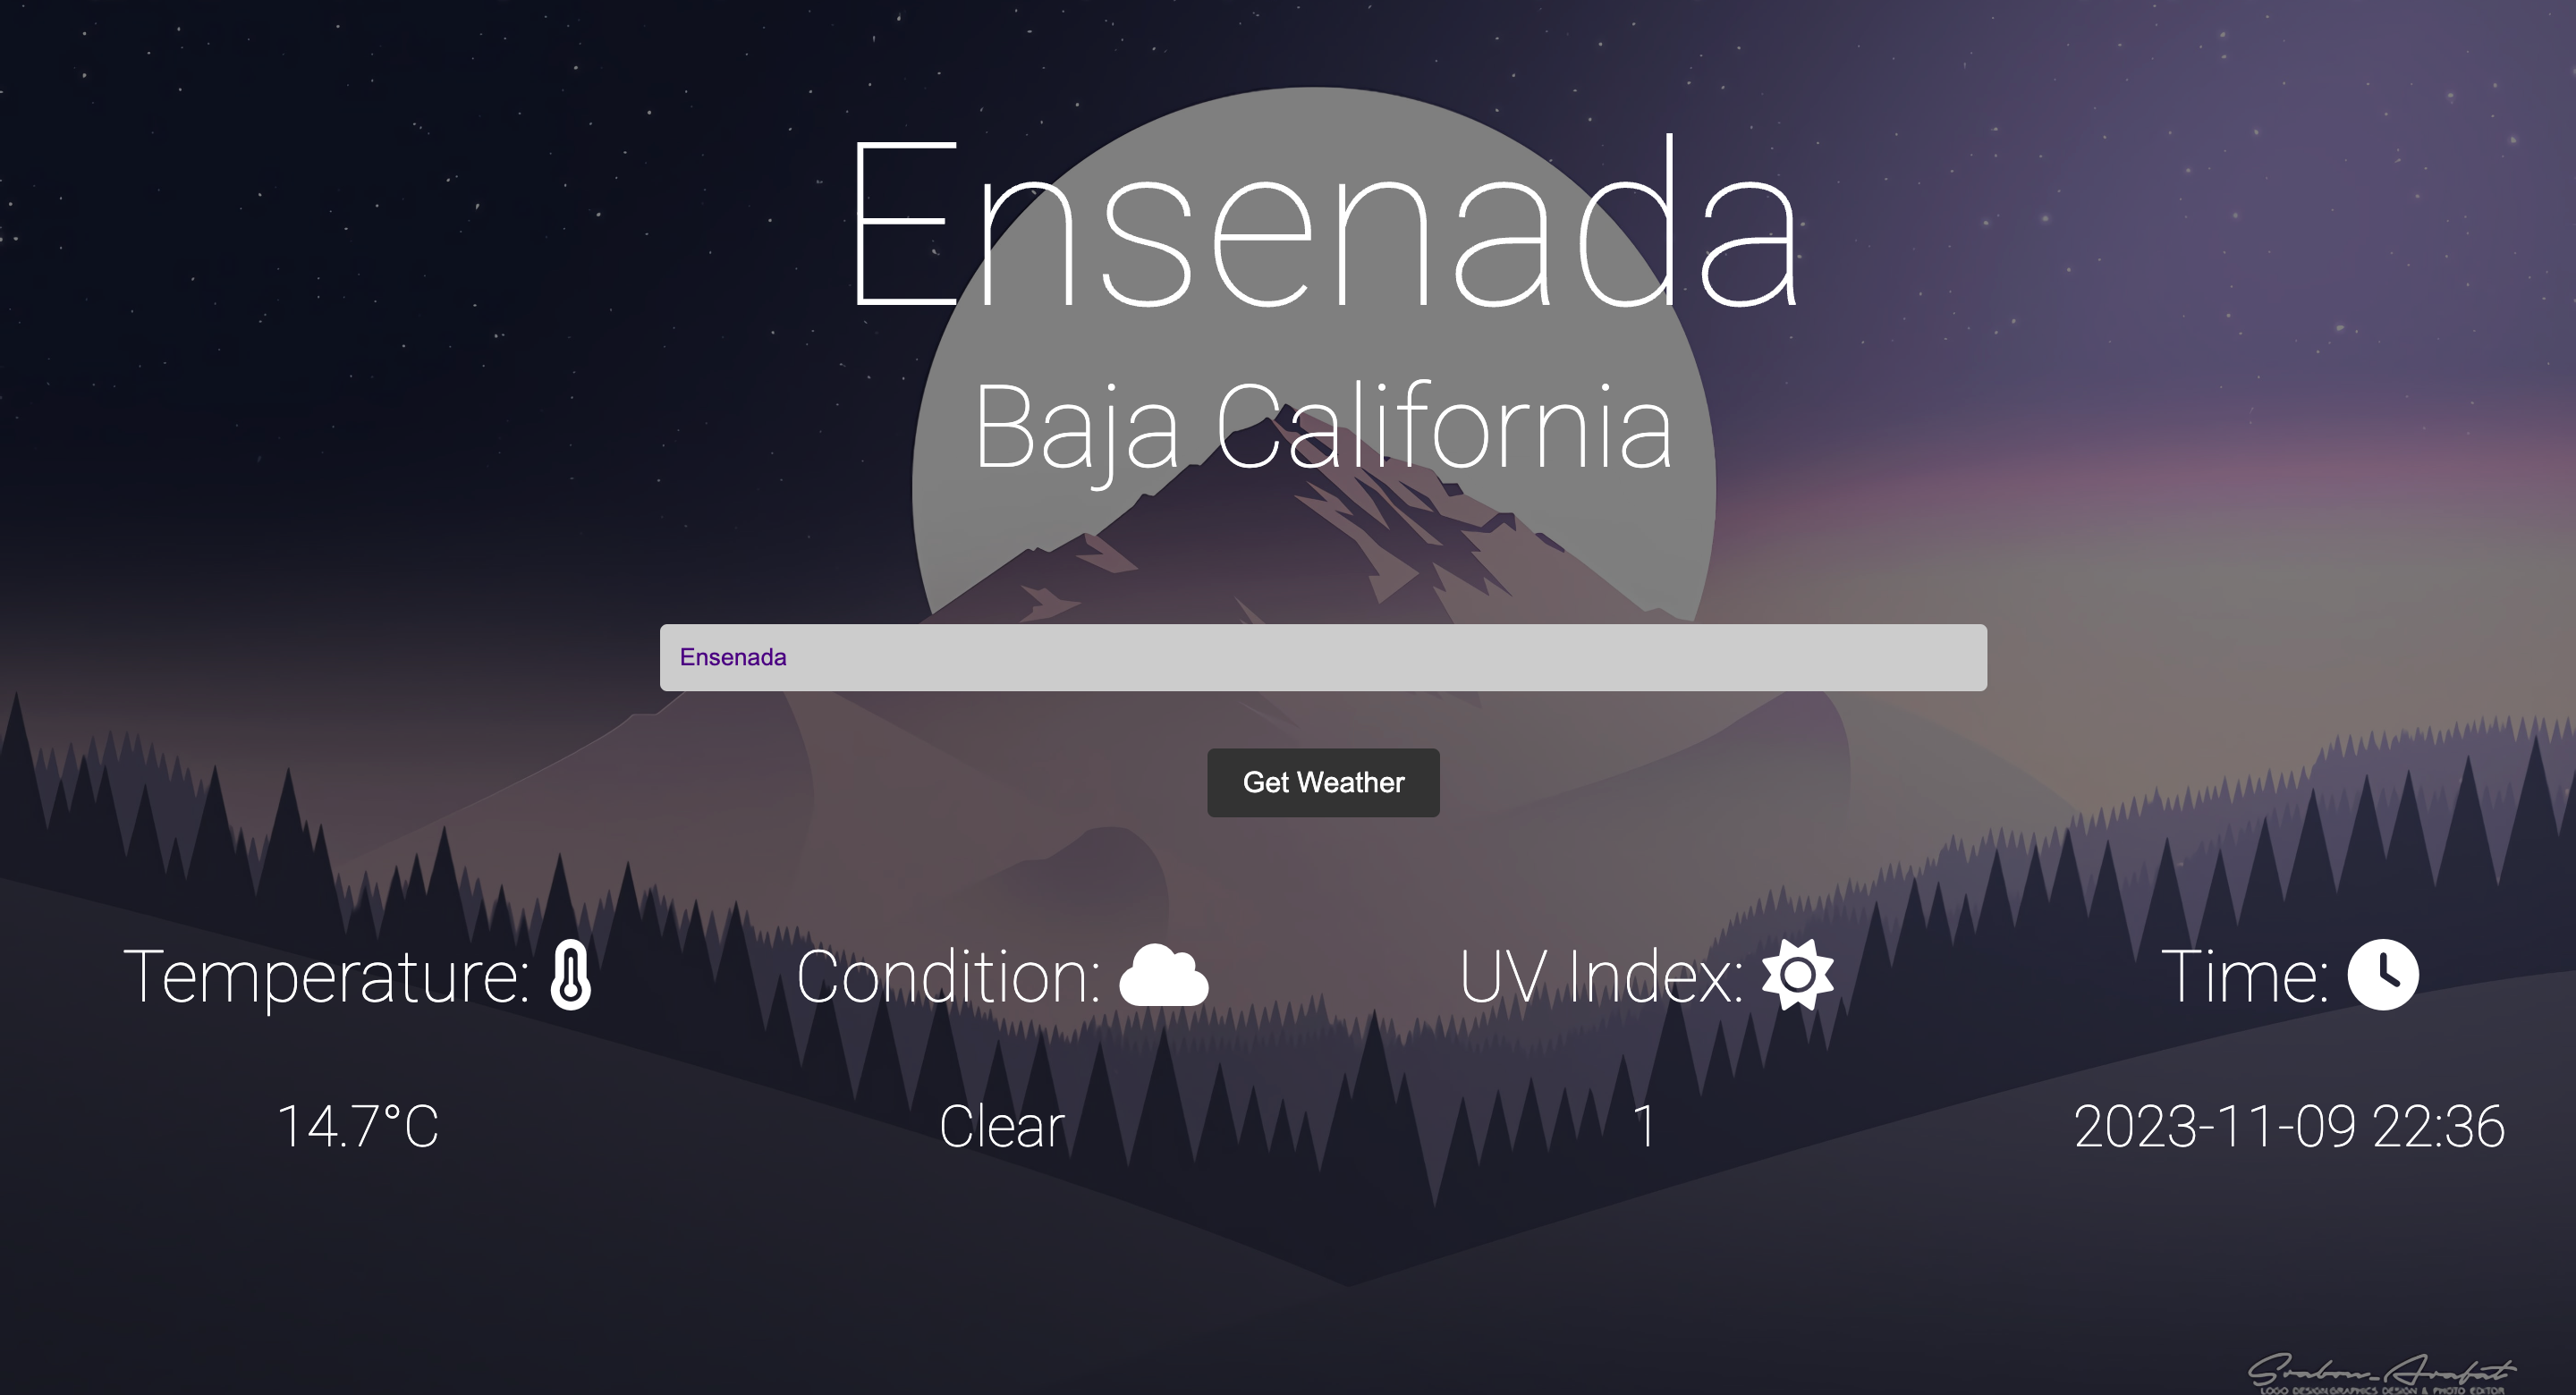 Ensenada
Baja California
Ensenada
Get Weather
Temperature:
Condition:
UV Index:
Time:
14.7°C
Clear
1
2023-11-09 22:36
Srabon_Arafat
LOGO DESIGN,GRAPHICS DESIGN & PHOTO EDITOR